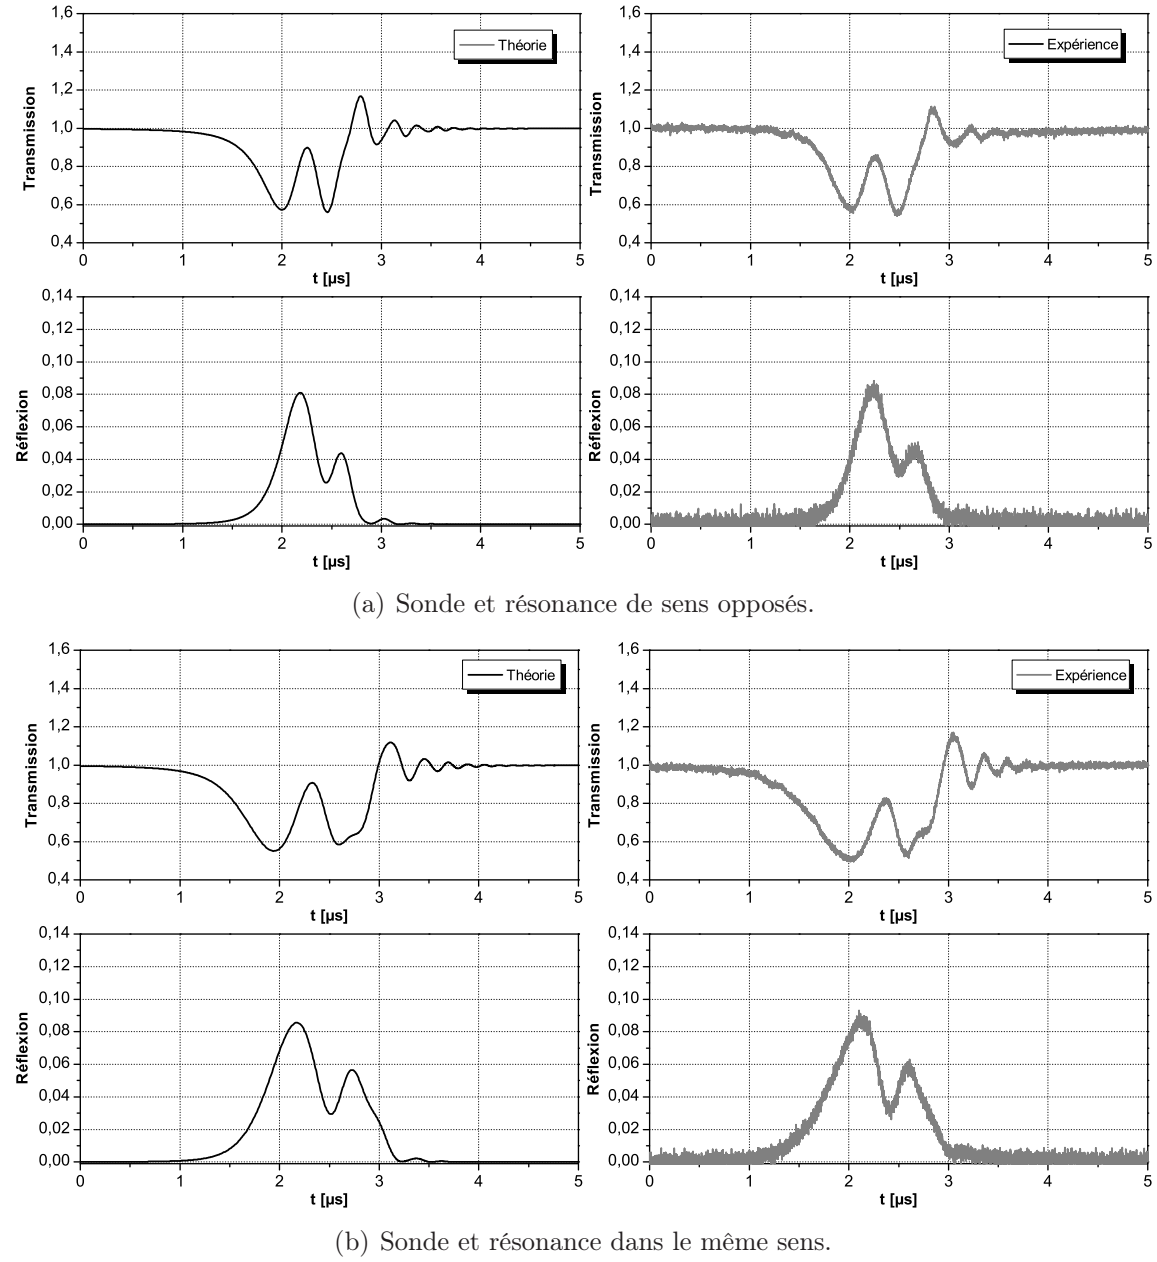 1,6
1,4
1,2
1,0
0,8
0,6
0,4
Transmission
Théorie
0 1 2 3 4 5
t [µs]
1,6
1,4
1,2
1,0
0,8
0,6
0,4
Transmission
Expérience
0 1 2 3 4 5
t [µs]
0,14
0,12
0,10
0,08
0,06
0,04
0,02
0,00
Réflexion
0 1 2 3 4 5
t [µs]
0,14
0,12
0,10
0,08
0,06
0,04
0,02
0,00
Réflexion
0 1 2 3 4 5
t [µs]
(a) Sonde et résonance de sens opposés.
1,6
1,4
1,2
1,0
0,8
0,6
0,4
Transmission
Théorie
0 1 2 3 4 5
t [µs]
1,6
1,4
1,2
1,0
0,8
0,6
0,4
Transmission
Expérience
0 1 2 3 4 5
t [µs]
0,14
0,12
0,10
0,08
0,06
0,04
0,02
0,00
Réflexion
0 1 2 3 4 5
t [µs]
0,14
0,12
0,10
0,08
0,06
0,04
0,02
0,00
Réflexion
0 1 2 3 4 5
t [µs]
(b) Sonde et résonance dans le même sens.